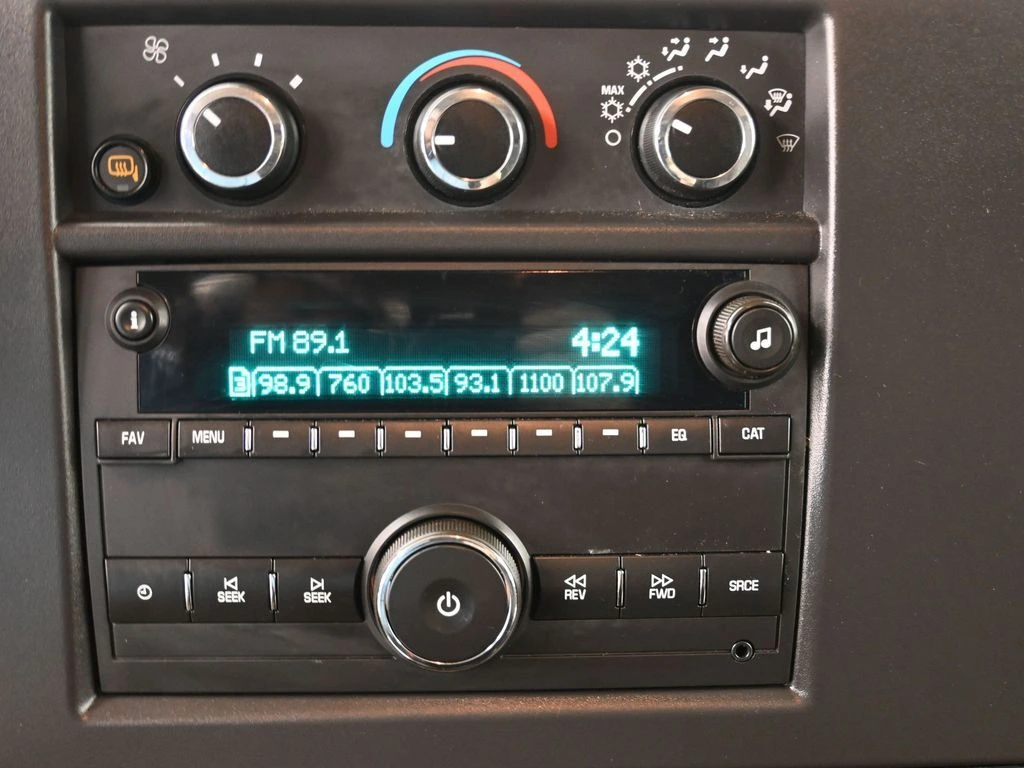 MAX
i
FM 89.1 4:24
3 98.9 760 103.5 93.1 1100 107.9
FAV MENU EQ CAT
SEEK SEEK REV FWD SRCE